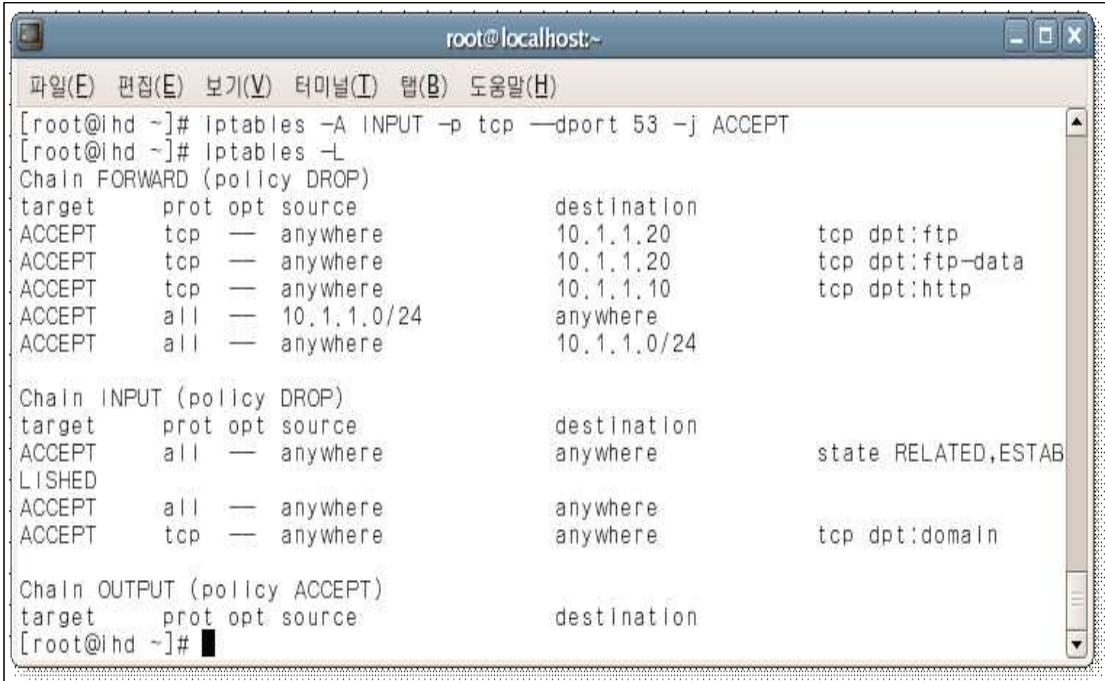 root@localhost:~
파일(F) 편집(E) 보기(V) 터미널(T) 탭(B) 도움말(H)
[root@ihd ~]# iptables -A INPUT -p tcp --dport 53 -j ACCEPT
[root@ihd ~]# iptables -L
Chain FORWARD (policy DROP)
target prot opt source destination
ACCEPT tcp -- anywhere 10.1.1.20 tcp dpt:ftp
ACCEPT tcp -- anywhere 10.1.1.20 tcp dpt:ftp-data
ACCEPT tcp -- anywhere 10.1.1.10 tcp dpt:http
ACCEPT all -- 10.1.1.0/24 anywhere
ACCEPT all -- anywhere 10.1.1.0/24
Chain INPUT (policy DROP)
target prot opt source destination
ACCEPT all -- anywhere anywhere state RELATED,ESTAB
LISHED
ACCEPT all -- anywhere anywhere
ACCEPT tcp -- anywhere anywhere tcp dpt:domain
Chain OUTPUT (policy ACCEPT)
target prot opt source destination
[root@ihd ~]#